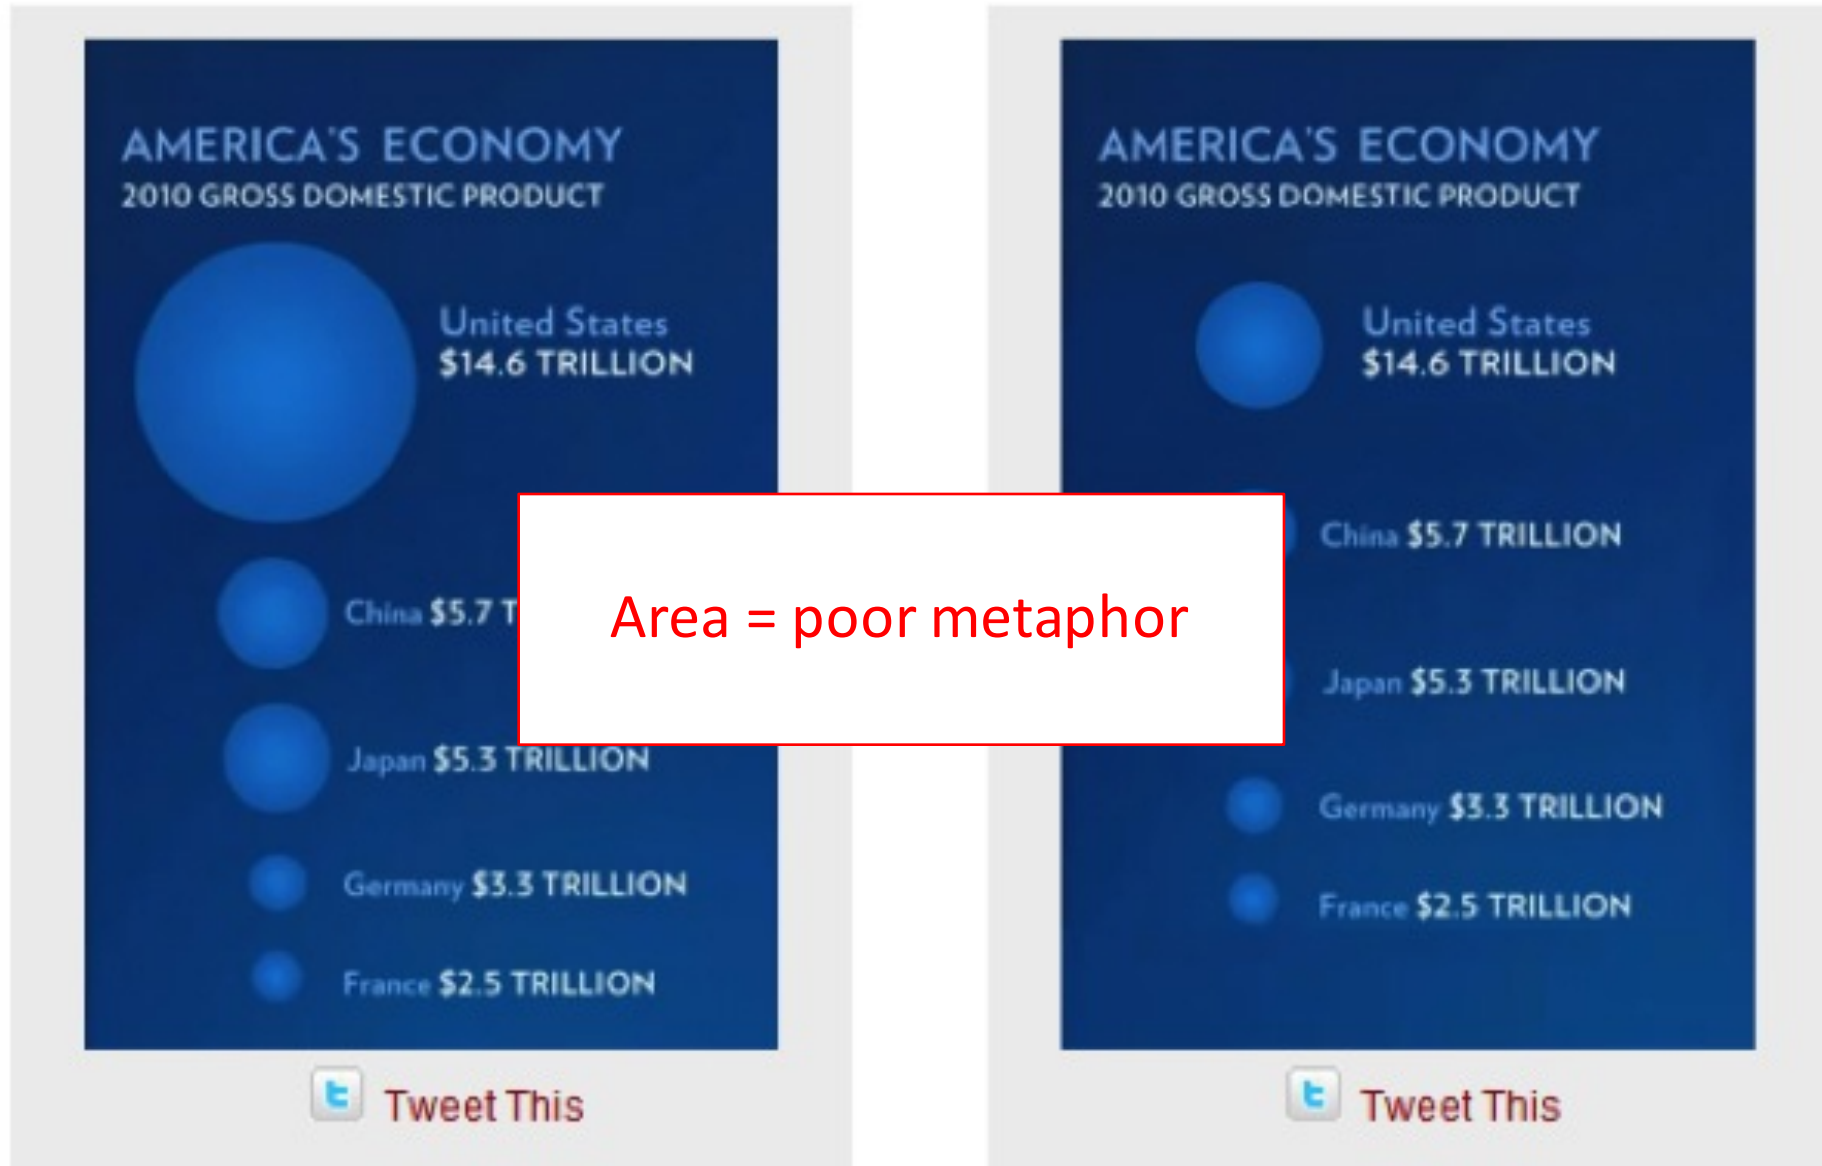 AMERICA'S ECONOMY
2010 GROSS DOMESTIC PRODUCT
United States
$14.6 TRILLION
China $5.7 T
Japan $5.3 TRILLION
Germany $3.3 TRILLION
France $2.5 TRILLION
Tweet This
Area = poor metaphor
AMERICA'S ECONOMY
2010 GROSS DOMESTIC PRODUCT
United States
$14.6 TRILLION
China $5.7 TRILLION
Japan $5.3 TRILLION
Germany $3.3 TRILLION
France $2.5 TRILLION
Tweet This